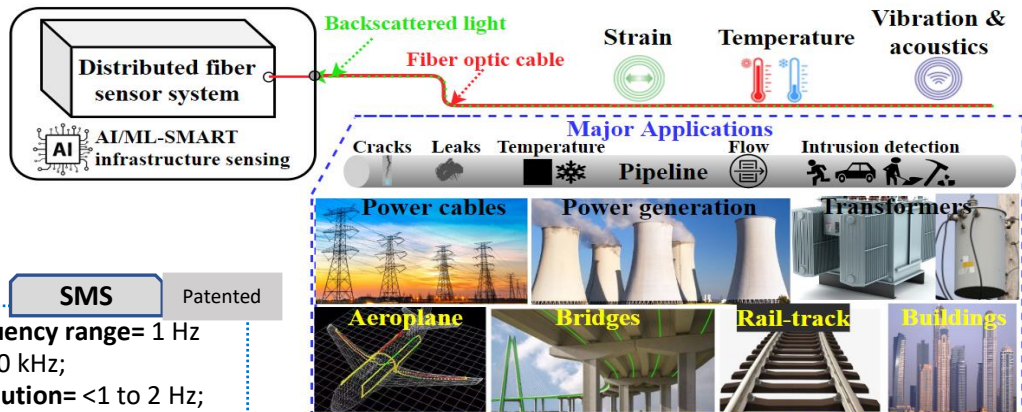 Backscattered light
Distributed fiber
sensor system
AI
AI/ML-SMART
infrastructure sensing
Fiber optic cable
Strain
Temperature
Vibration &
acoustics
Major Applications
Cracks
Leaks
Temperature
Pipeline
Flow
Intrusion detection
Power cables
Power generation
Transformers
Aeroplane
Bridges
Rail-track
Buildings
SMS
Patented
uency range= 1 Hz
0 kHz;
ution= <1 to 2 Hz;